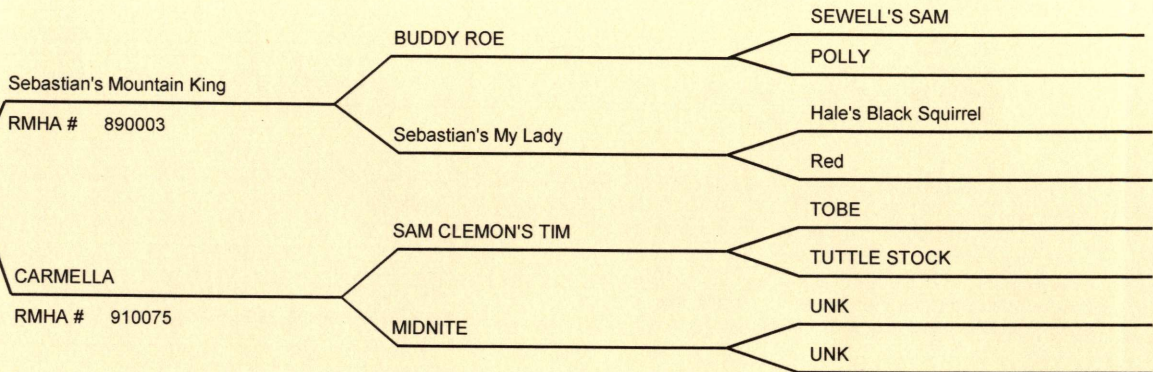 SEWELL'S SAM
BUDDY ROE
POLLY
Sebastian's Mountain King
RMHA # 890003
Hale's Black Squirrel
Sebastian's My Lady
Red
TOBE
SAM CLEMON'S TIM
TUTTLE STOCK
CARMELLA
RMHA # 910075
UNK
MIDNITE
UNK